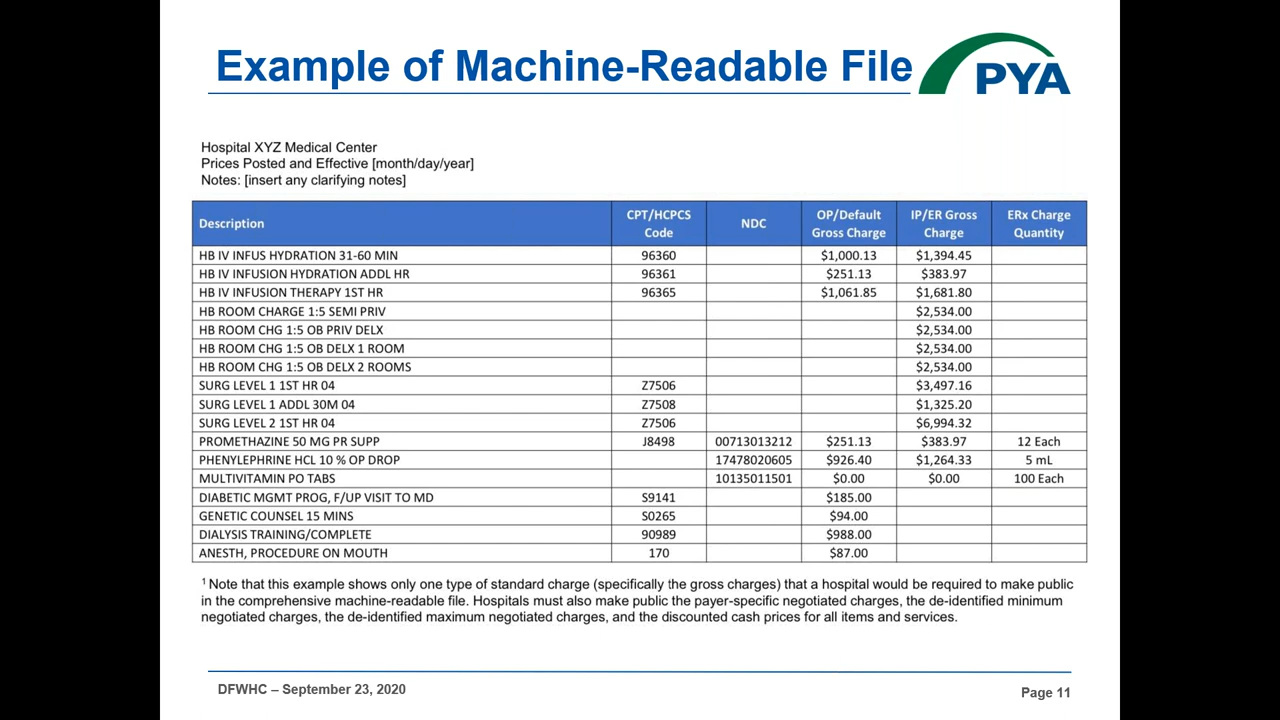 Example of Machine-Readable File
PYA
Hospital XYZ Medical Center
Prices Posted and Effective [month/day/year]
Notes: [insert any clarifying notes]
Description CPT/HCPCS Code NDC OP/Default Gross Charge IP/ER Gross Charge ERx Charge Quantity
HB IV INFUS HYDRATION 31-60 MIN 96360 $1,000.13 $1,394.45
HB IV INFUSION HYDRATION ADDL HR 96361 $251.13 $383.97
HB IV INFUSION THERAPY 1ST HR 96365 $1,061.85 $1,681.80
HB ROOM CHARGE 1:5 SEMI PRIV $2,534.00
HB ROOM CHG 1:5 OB PRIV DELX $2,534.00
HB ROOM CHG 1:5 OB DELX 1 ROOM $2,534.00
HB ROOM CHG 1:5 OB DELX 2 ROOMS $2,534.00
SURG LEVEL 1 1ST HR 04 Z7506 $3,497.16
SURG LEVEL 1 ADDL 30M 04 Z7508 $1,325.20
SURG LEVEL 2 1ST HR 04 Z7506 $6,994.32
PROMETHAZINE 50 MG PR SUPP J8498 00713013212 $251.13 $383.97 12 Each
PHENYLEPHRINE HCL 10 % OP DROP 17478020605 $926.40 $1,264.33 5 mL
MULTIVITAMIN PO TABS 10135011501 $0.00 $0.00 100 Each
DIABETIC MGMT PROG, F/UP VISIT TO MD S9141 $185.00
GENETIC COUNSEL 15 MINS S0265 $94.00
DIALYSIS TRAINING/COMPLETE 90989 $988.00
ANESTH, PROCEDURE ON MOUTH 170 $87.00
1 Note that this example shows only one type of standard charge (specifically the gross charges) that a hospital would be required to make public
in the comprehensive machine-readable file. Hospitals must also make public the payer-specific negotiated charges, the de-identified minimum
negotiated charges, the de-identified maximum negotiated charges, and the discounted cash prices for all items and services.
DFWHC – September 23, 2020
Page 11